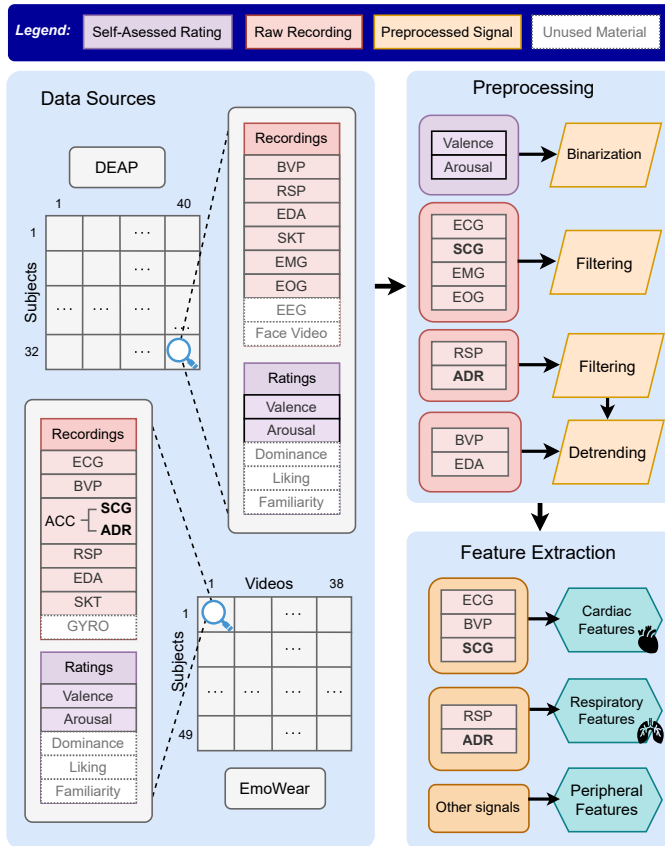 Legend:
Self-Asessed Rating
Raw Recording
Preprocessed Signal
Unused Material
Data Sources
DEAP
1
40
1
Subjects
32
...
...
... ...
...
...
Recordings
BVP
RSP
EDA
SKT
EMG
EOG
EEG
Face Video
Ratings
Valence
Arousal
Dominance
Liking
Familiarity
Recordings
ECG
BVP
ACC
SCG
ADR
RSP
EDA
SKT
GYRO
Ratings
Valence
Arousal
Dominance
Liking
Familiarity
Videos
1
38
1
Subjects
49
...
...
... ... ... ...
...
EmoWear
Preprocessing
Valence
Arousal
Binarization
ECG
SCG
EMG
EOG
Filtering
RSP
ADR
Filtering
BVP
EDA
Detrending
Feature Extraction
ECG
BVP
SCG
Cardiac
Features
RSP
ADR
Respiratory
Features
Other signals
Peripheral
Features